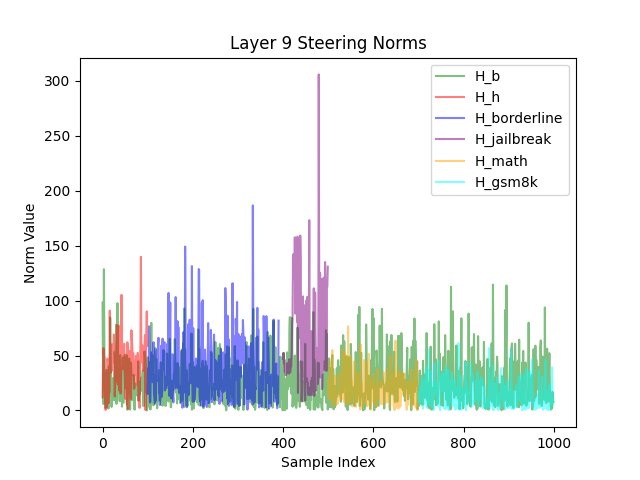 Layer 9 Steering Norms
300
250
200
150
100
50
0
Norm Value
H_b
H_h
H_borderline
H_jailbreak
H_math
H_gsm8k
0 200 400 600 800 1000
Sample Index